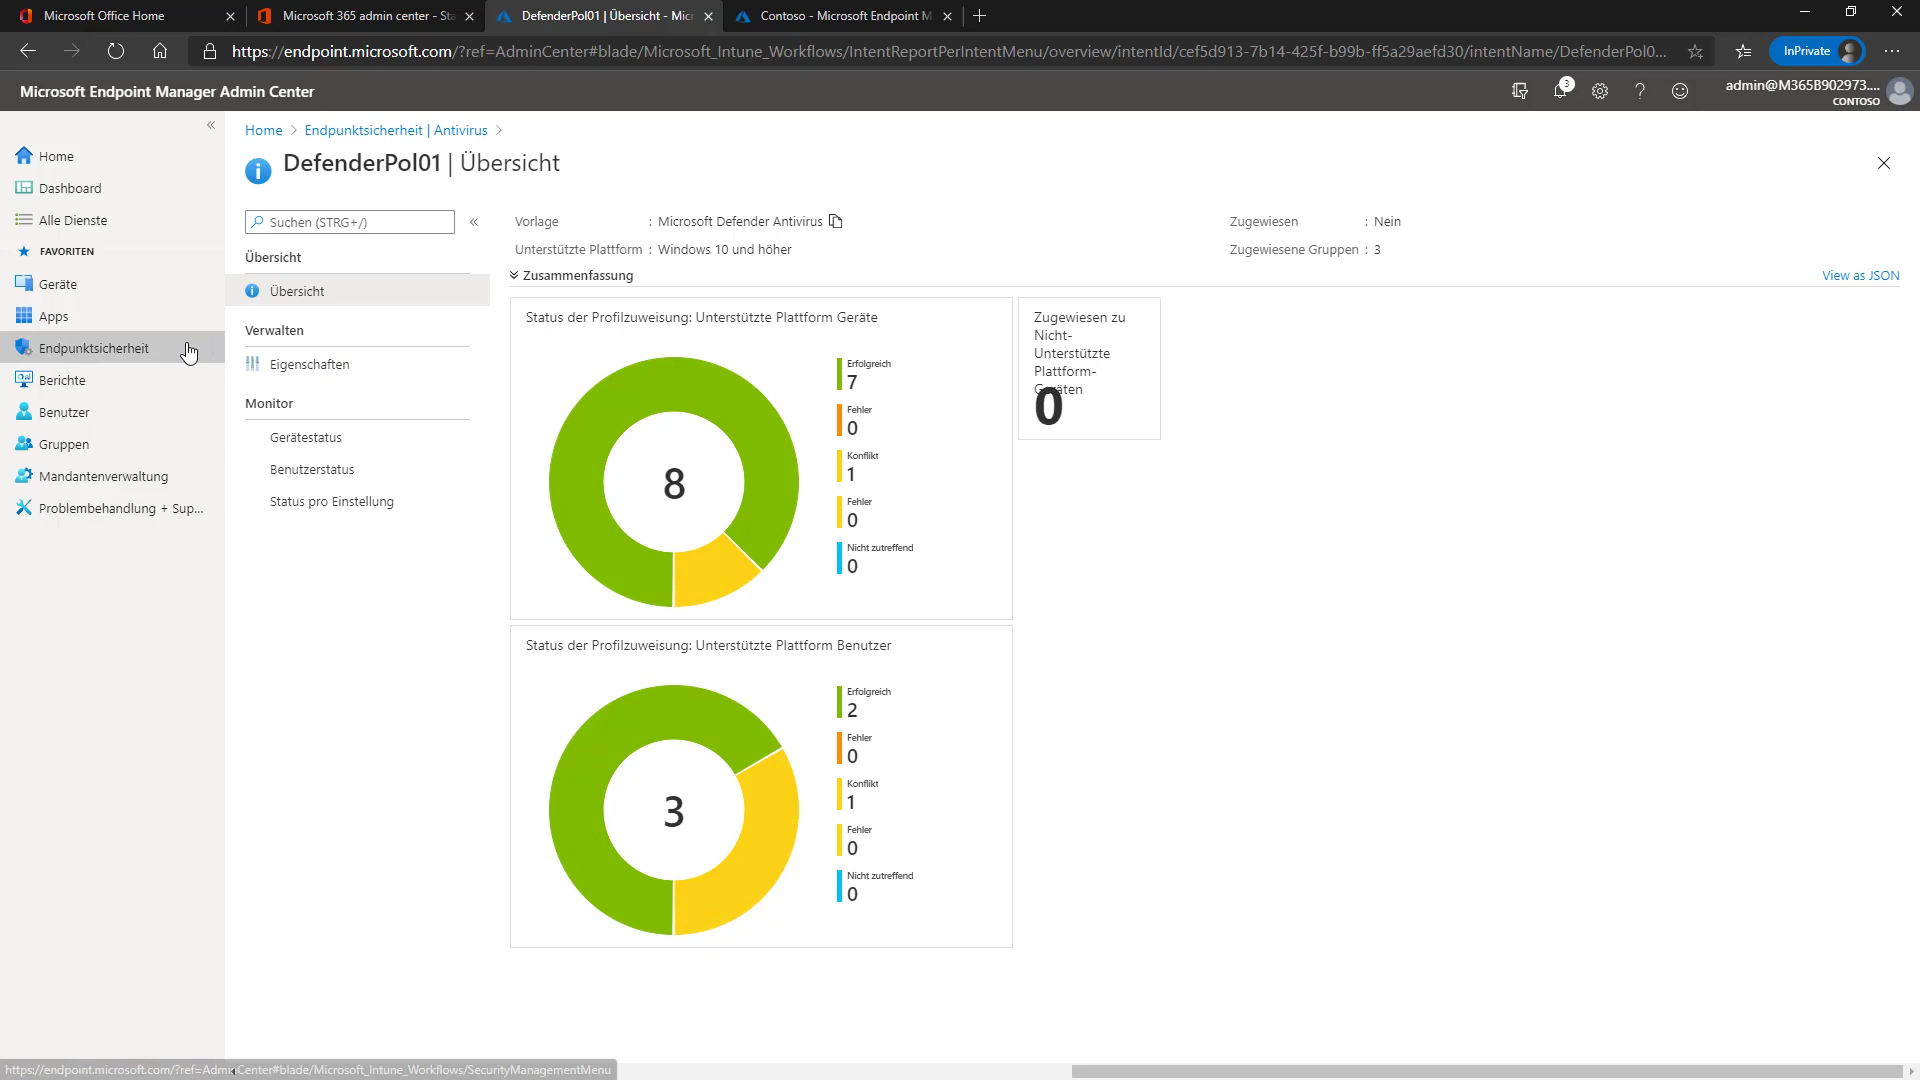 Microsoft Office Home
Microsoft 365 admin center - Sta
DefenderPol01 | Übersicht - Micr
Contoso - Microsoft Endpoint M
https://endpoint.microsoft.com/?ref=AdminCenter#blade/Microsoft_Intune_Workflows/IntentReportPerIntentMenu/overview/intentId/cef5d913-7b14-425f-b99b-ff5a29aefd30/intentName/DefenderPol0...
InPrivate
Microsoft Endpoint Manager Admin Center
3
admin@M365B902973....
CONTOSO
Home
Dashboard
Alle Dienste
FAVORITEN
Geräte
Apps
Endpunktsicherheit
Berichte
Benutzer
Gruppen
Mandantenverwaltung
Problembehandlung + Sup...
Home > Endpunktsicherheit | Antivirus >
DefenderPol01 | Übersicht
Suchen (STRG+/)
Übersicht
Übersicht
Verwalten
Eigenschaften
Monitor
Gerätestatus
Benutzerstatus
Status pro Einstellung
Vorlage : Microsoft Defender Antivirus
Unterstützte Plattform : Windows 10 und höher
Zugewiesen : Nein
Zugewiesene Gruppen : 3
Zusammenfassung
View as JSON
Status der Profilzuweisung: Unterstützte Plattform Geräte
8
Erfolgreich
7
Fehler
0
Konflikt
1
Fehler
0
Nicht zutreffend
0
Zugewiesen zu
Nicht-
Unterstützte
Plattform-
Geräten
0
Status der Profilzuweisung: Unterstützte Plattform Benutzer
3
Erfolgreich
2
Fehler
0
Konflikt
1
Fehler
0
Nicht zutreffend
0
https://endpoint.microsoft.com/?ref=AdminCenter#blade/Microsoft_Intune_Workflows/SecurityManagementMenu